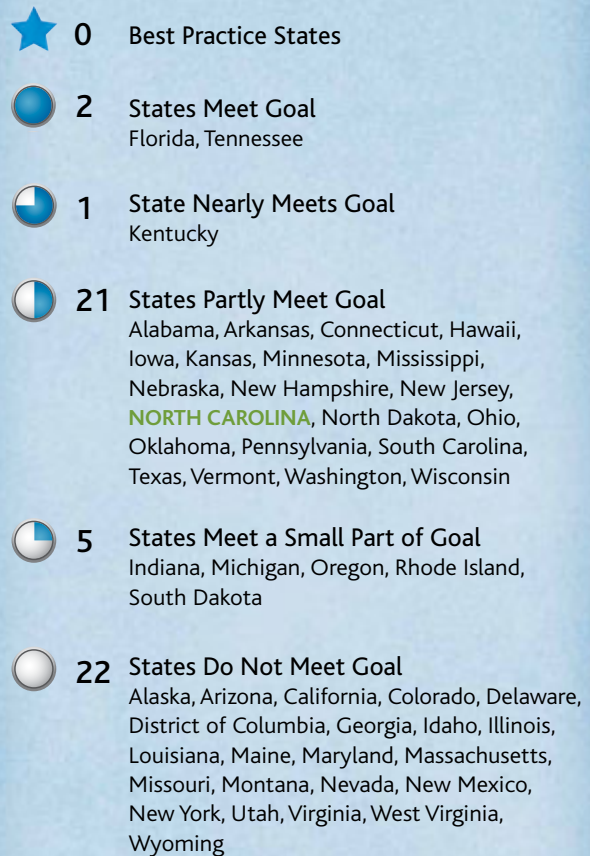 0 Best Practice States
2 States Meet Goal
Florida, Tennessee
1 State Nearly Meets Goal
Kentucky
21 States Partly Meet Goal
Alabama, Arkansas, Connecticut, Hawaii,
Iowa, Kansas, Minnesota, Mississippi,
Nebraska, New Hampshire, New Jersey,
NORTH CAROLINA, North Dakota, Ohio,
Oklahoma, Pennsylvania, South Carolina,
Texas, Vermont, Washington, Wisconsin
5 States Meet a Small Part of Goal
Indiana, Michigan, Oregon, Rhode Island,
South Dakota
22 States Do Not Meet Goal
Alaska, Arizona, California, Colorado, Delaware,
District of Columbia, Georgia, Idaho, Illinois,
Louisiana, Maine, Maryland, Massachusetts,
Missouri, Montana, Nevada, New Mexico,
New York, Utah, Virginia, West Virginia,
Wyoming